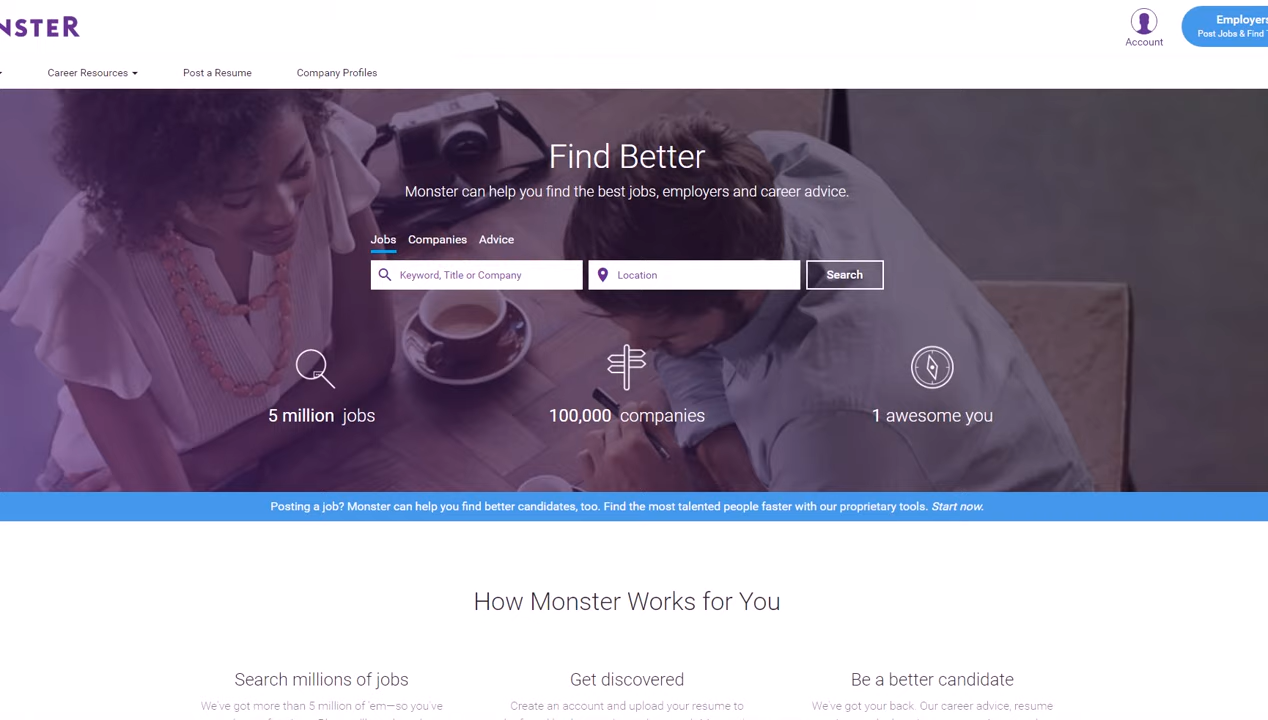 NSTER
Account
Employers
Post Jobs & Find
Career Resources
Post a Resume
Company Profiles
Find Better
Monster can help you find the best jobs, employers and career advice.
Jobs Companies Advice
Keyword, Title or Company
Location
Search
5 million jobs
100,000 companies
1 awesome you
Posting a job? Monster can help you find better candidates, too. Find the most talented people faster with our proprietary tools. Start now.
How Monster Works for You
Search millions of jobs
Get discovered
Be a better candidate
We've got more than 5 million of 'em—so you've
Create an account and upload your resume to
We've got your back. Our career advice, resume